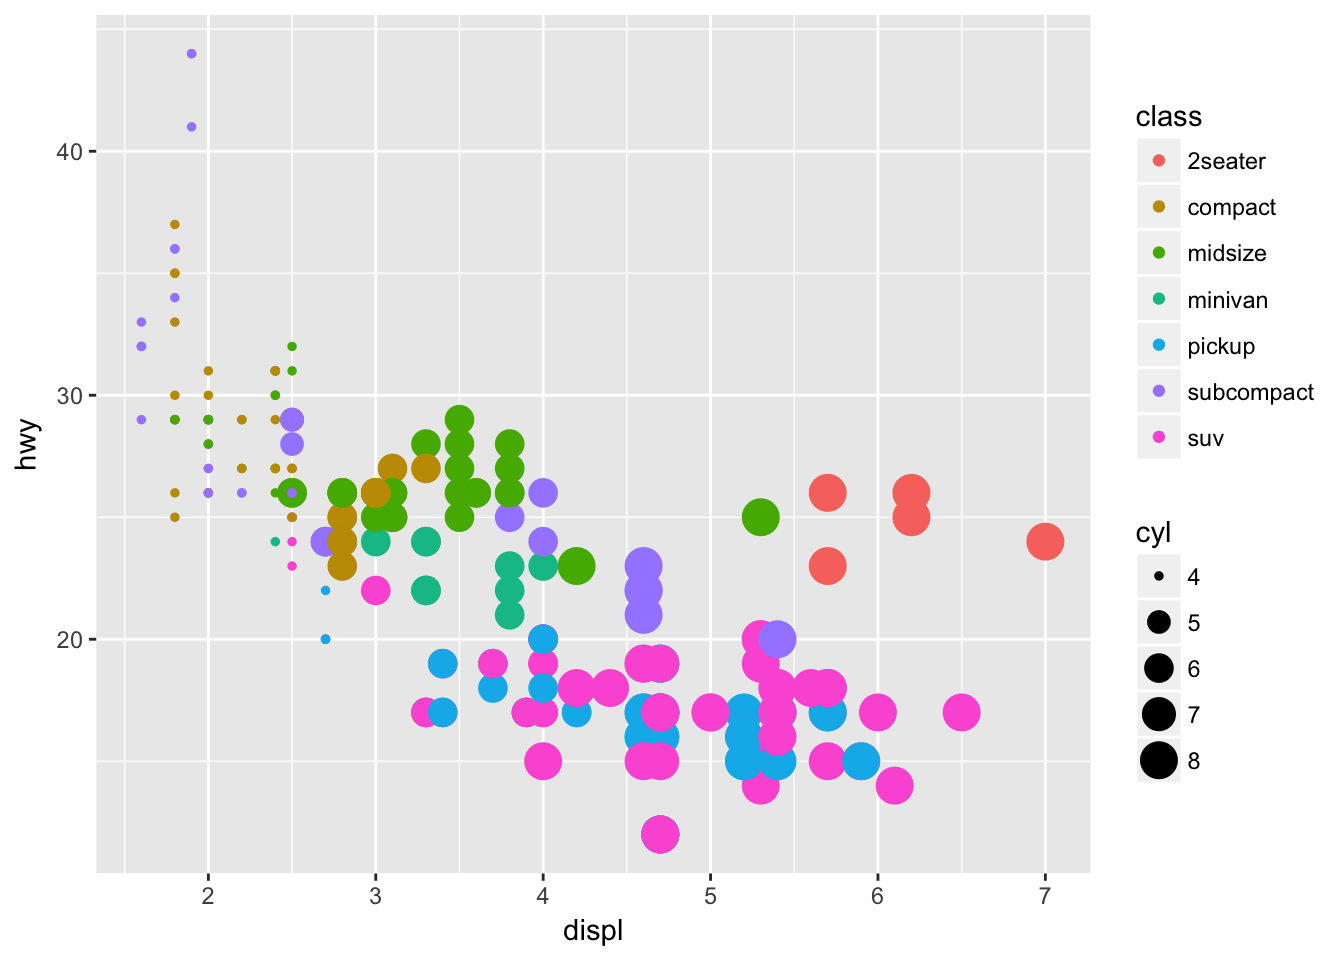 40
30
20
hwy
2 3 4 5 6 7
displ
class
2seater
compact
midsize
minivan
pickup
subcompact
suv
cyl
4
5
6
7
8